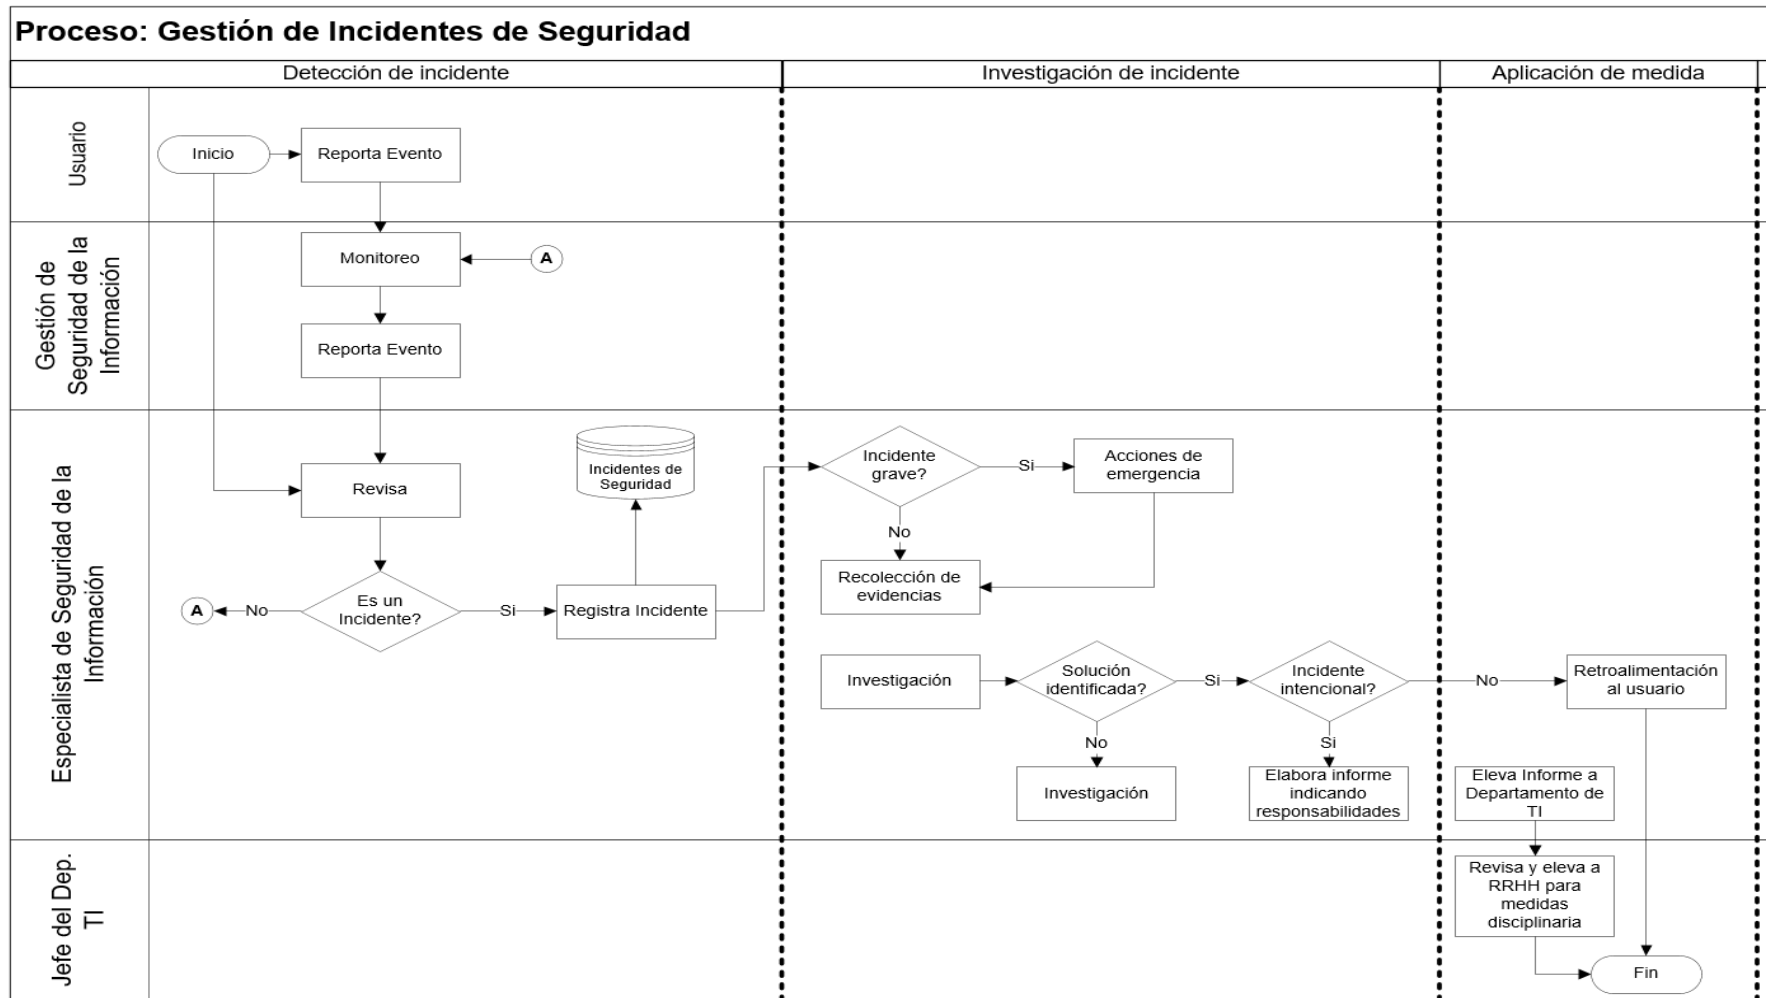 Proceso: Gestión de Incidentes de Seguridad
Detección de incidente
Investigación de incidente
Aplicación de medida
Usuario
Inicio
Reporta Evento
Gestión de
Seguridad de la
Información
Monitoreo
A
Reporta Evento
Especialista de Seguridad de la
Información
Revisa
Incidentes de
Seguridad
Es un
Incidente?
No
A
Si
Registra Incidente
Incidente
grave?
Si
Acciones de
emergencia
No
Recolección de
evidencias
Investigación
Solución
identificada?
Si
Incidente
intencional?
No
Retroalimentación
al usuario
No
Investigación
Si
Elabora informe
indicando
responsabilidades
Eleva Informe a
Departamento de
TI
Jefe del Dep.
TI
Revisa y eleva a
RRHH para
medidas
disciplinaria
Fin